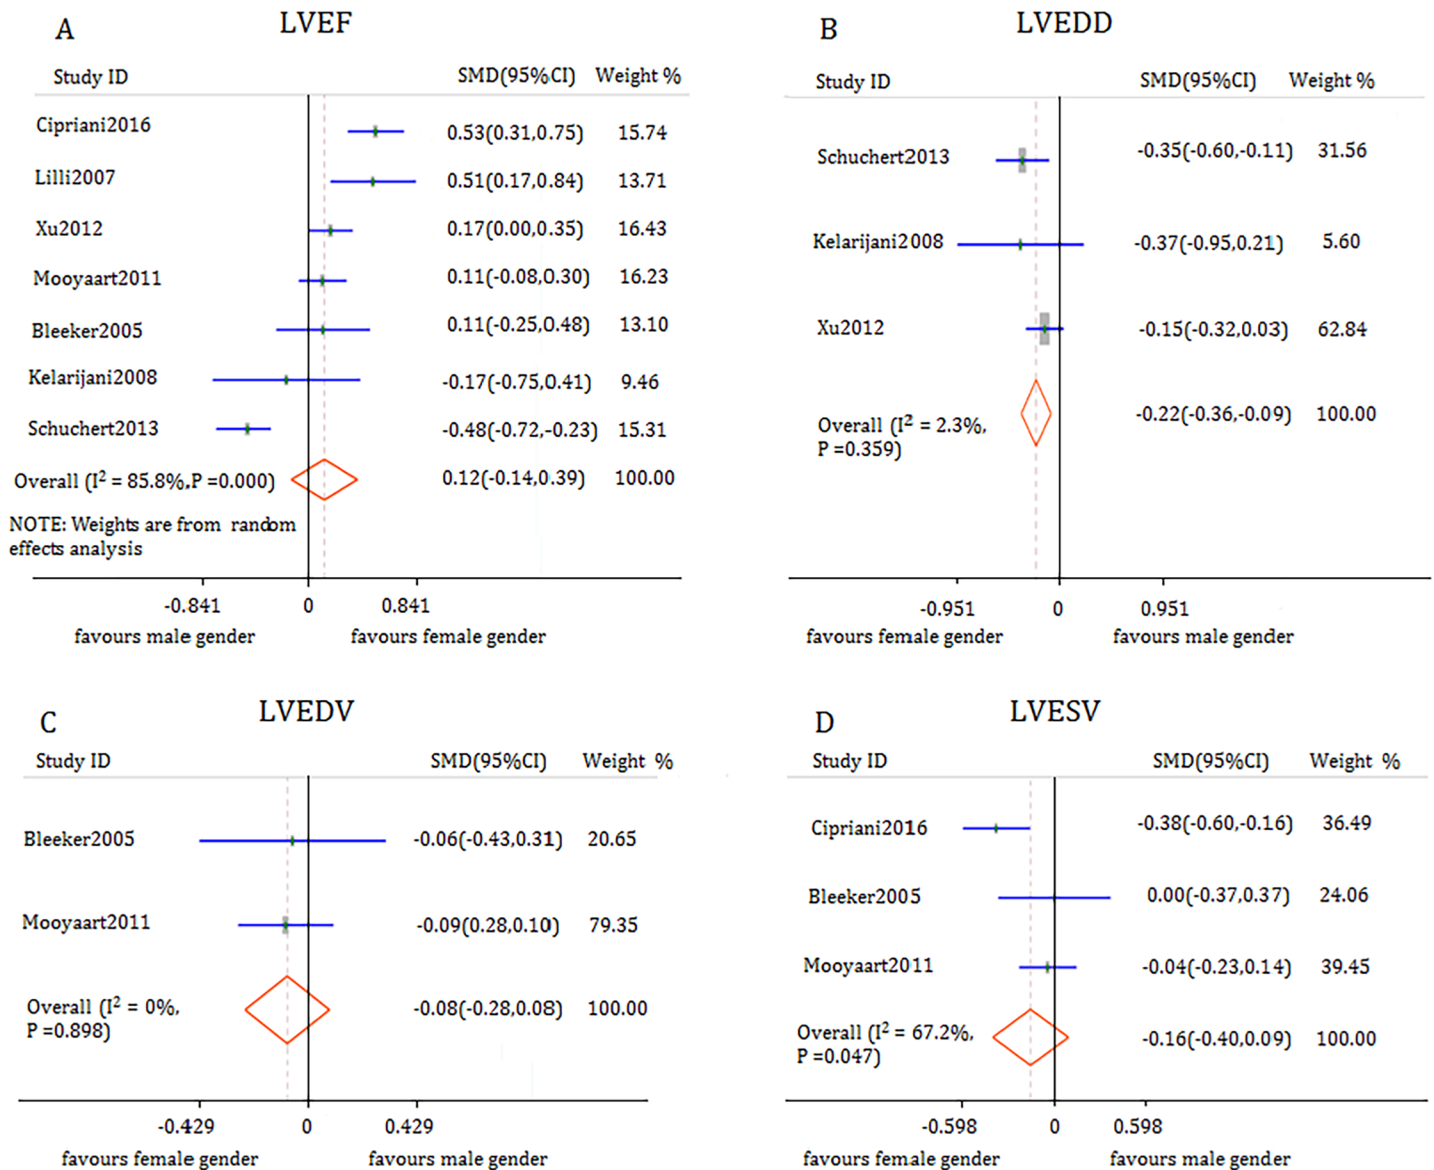 A LVEF
Study ID SMD(95%CI) Weight %
Cipriani2016 0.53(0.31,0.75) 15.74
Lilli2007 0.51(0.17,0.84) 13.71
Xu2012 0.17(0.00,0.35) 16.43
Mooyaart2011 0.11(-0.08,0.30) 16.23
Bleeker2005 0.11(-0.25,0.48) 13.10
Kelarijani2008 -0.17(-0.75,0.41) 9.46
Schuchert2013 -0.48(-0.72,-0.23) 15.31
Overall (I² = 85.8%,P =0.000) 0.12(-0.14,0.39) 100.00
NOTE: Weights are from random
effects analysis
-0.841 0 0.841
favours male gender favours female gender
B LVEDD
Study ID SMD(95%CI) Weight %
Schuchert2013 -0.35(-0.60,-0.11) 31.56
Kelarijani2008 -0.37(-0.95,0.21) 5.60
Xu2012 -0.15(-0.32,0.03) 62.84
Overall (I² = 2.3%, -0.22(-0.36,-0.09) 100.00
P =0.359)
-0.951 0 0.951
favours female gender favours male gender
C LVEDV
Study ID SMD(95%CI) Weight %
Bleeker2005 -0.06(-0.43,0.31) 20.65
Mooyaart2011 -0.09(0.28,0.10) 79.35
Overall (I² = 0%, -0.08(-0.28,0.08) 100.00
P =0.898)
-0.429 0 0.429
favours female gender favours male gender
D LVESV
Study ID SMD(95%CI) Weight %
Cipriani2016 -0.38(-0.60,-0.16) 36.49
Bleeker2005 0.00(-0.37,0.37) 24.06
Mooyaart2011 -0.04(-0.23,0.14) 39.45
Overall (I² = 67.2%, -0.16(-0.40,0.09) 100.00
P =0.047)
-0.598 0 0.598
favours female gender favours male gender